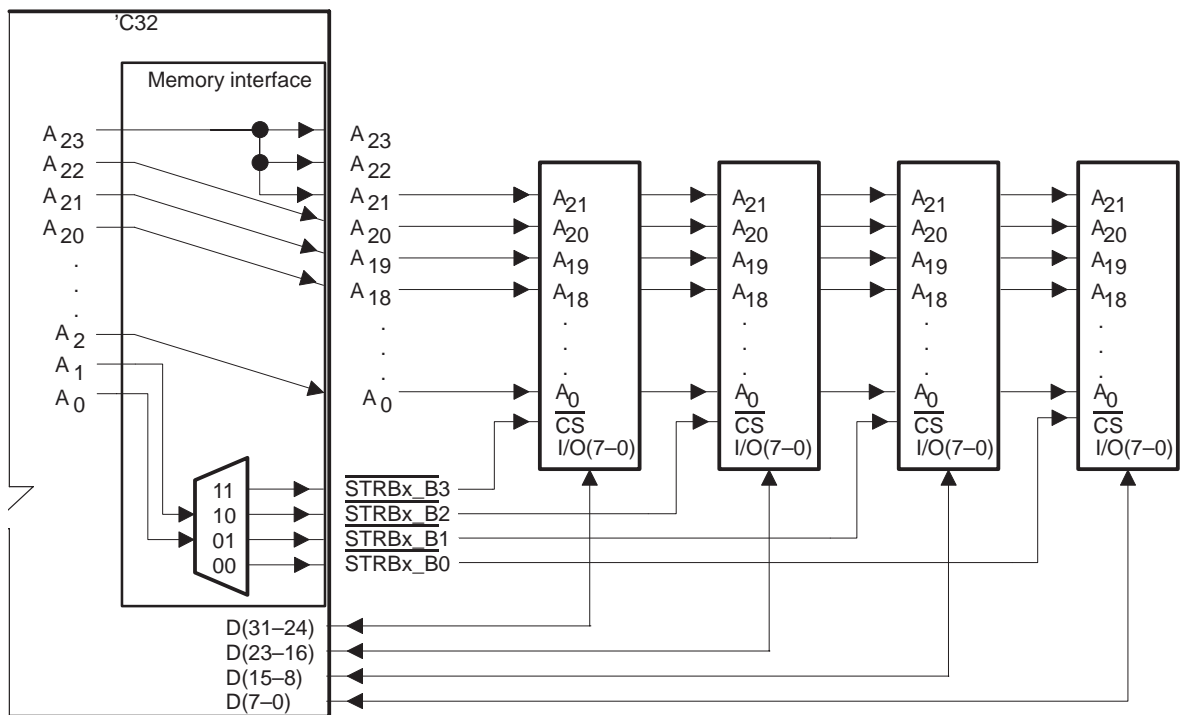 'C32
Memory interface
A23
A22
A21
A20
.
.
.
A2
A1
A0
11
10
01
00
A23
A22
A21
A20
A19
A18
.
.
.
A0
STRBx_B3
STRBx_B2
STRBx_B1
STRBx_B0
D(31–24)
D(23–16)
D(15–8)
D(7–0)
A21
A20
A19
A18
.
.
.
A0
CS
I/O(7–0)
A21
A20
A19
A18
.
.
.
A0
CS
I/O(7–0)
A21
A20
A19
A18
.
.
.
A0
CS
I/O(7–0)
A21
A20
A19
A18
.
.
.
A0
CS
I/O(7–0)